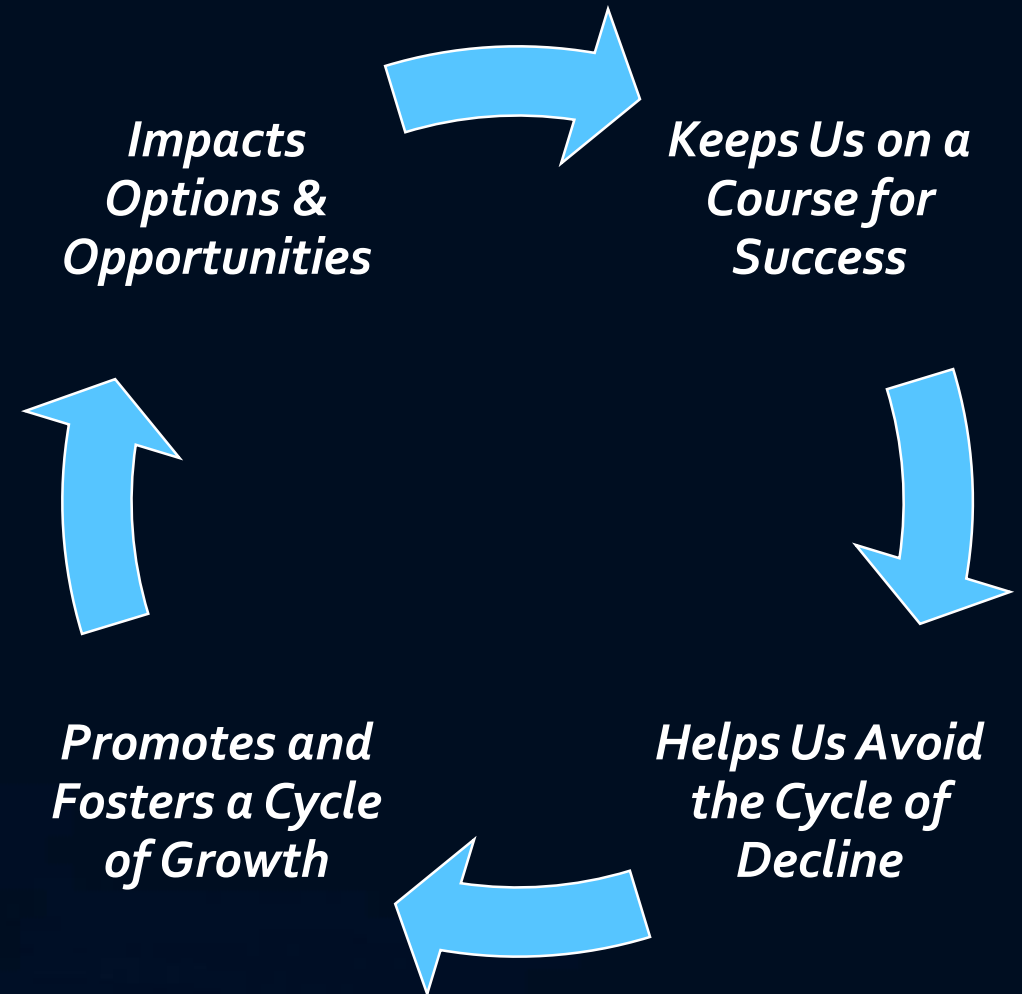 Impacts
Options &
Opportunities
Keeps Us on a
Course for
Success
Helps Us Avoid
the Cycle of
Decline
Promotes and
Fosters a Cycle
of Growth